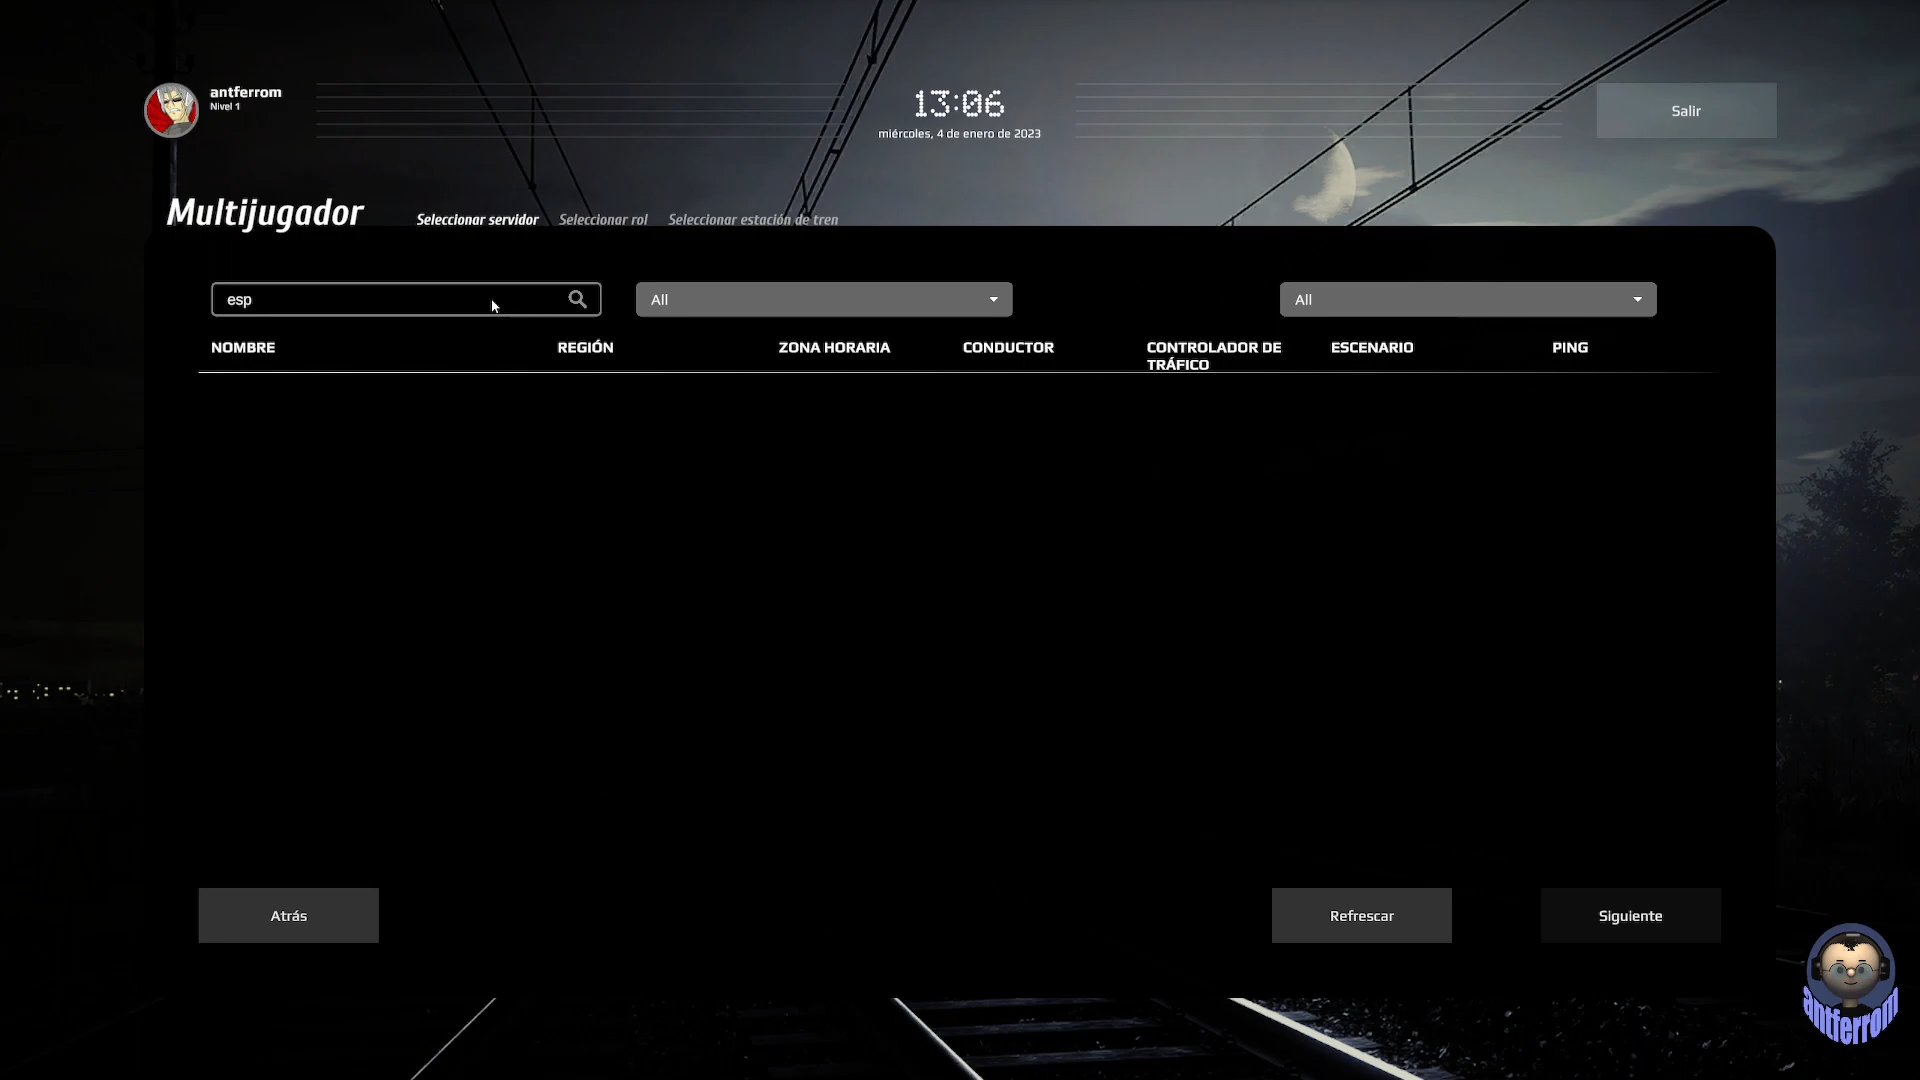 antferrom
Nivel 1
13:06
miércoles, 4 de enero de 2023
Salir
Multijugador
Seleccionar servidor
Seleccionar rol
Seleccionar estación de tren
esp
All
All
NOMBRE
REGIÓN
ZONA HORARIA
CONDUCTOR
CONTROLADOR DE
TRÁFICO
ESCENARIO
PING
Atrás
Refrescar
Siguiente
antferrom